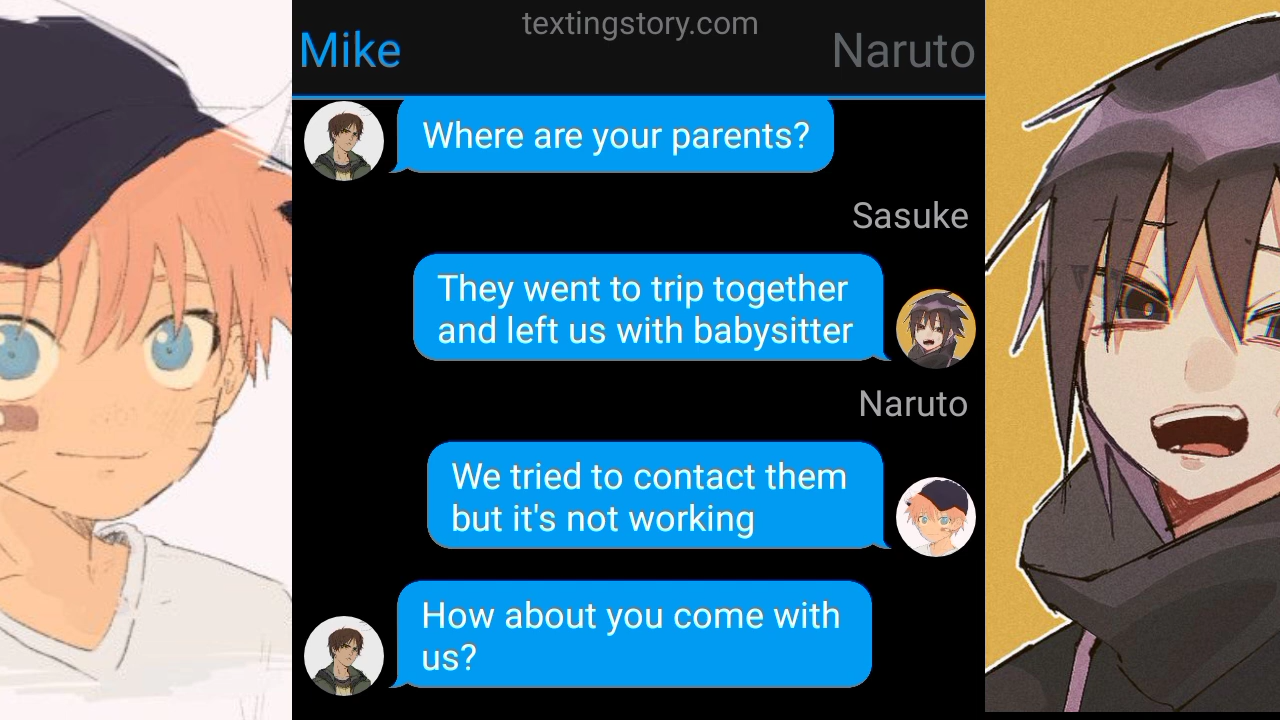 textingstory.com
Mike
Naruto
Where are your parents?
Sasuke
They went to trip together
and left us with babysitter
Naruto
We tried to contact them
but it's not working
How about you come with
us?